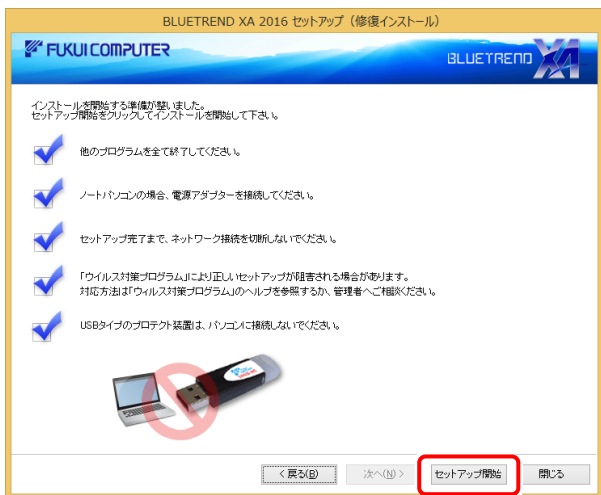 BLUETREND XA 2016 セットアップ（修復インストール）
FUKUI COMPUTER
BLUETREND XA
インストールを開始する準備が整いました。
セットアップ開始をクリックしてインストールを開始して下さい。
他のプログラムを全て終了してください。
ノートパソコンの場合、電源アダプターを接続してください。
セットアップ完了まで、ネットワーク接続を切断しないでください。
「ウイルス対策プログラム」により正しいセットアップが阻害される場合があります。
対応方法は「ウィルス対策プログラム」のヘルプを参照するか、管理者へご相談ください。
USBタイプのプロテクト装置は、パソコンに接続しないでください。
< 戻る(B)
次へ(N) >
セットアップ開始
閉じる